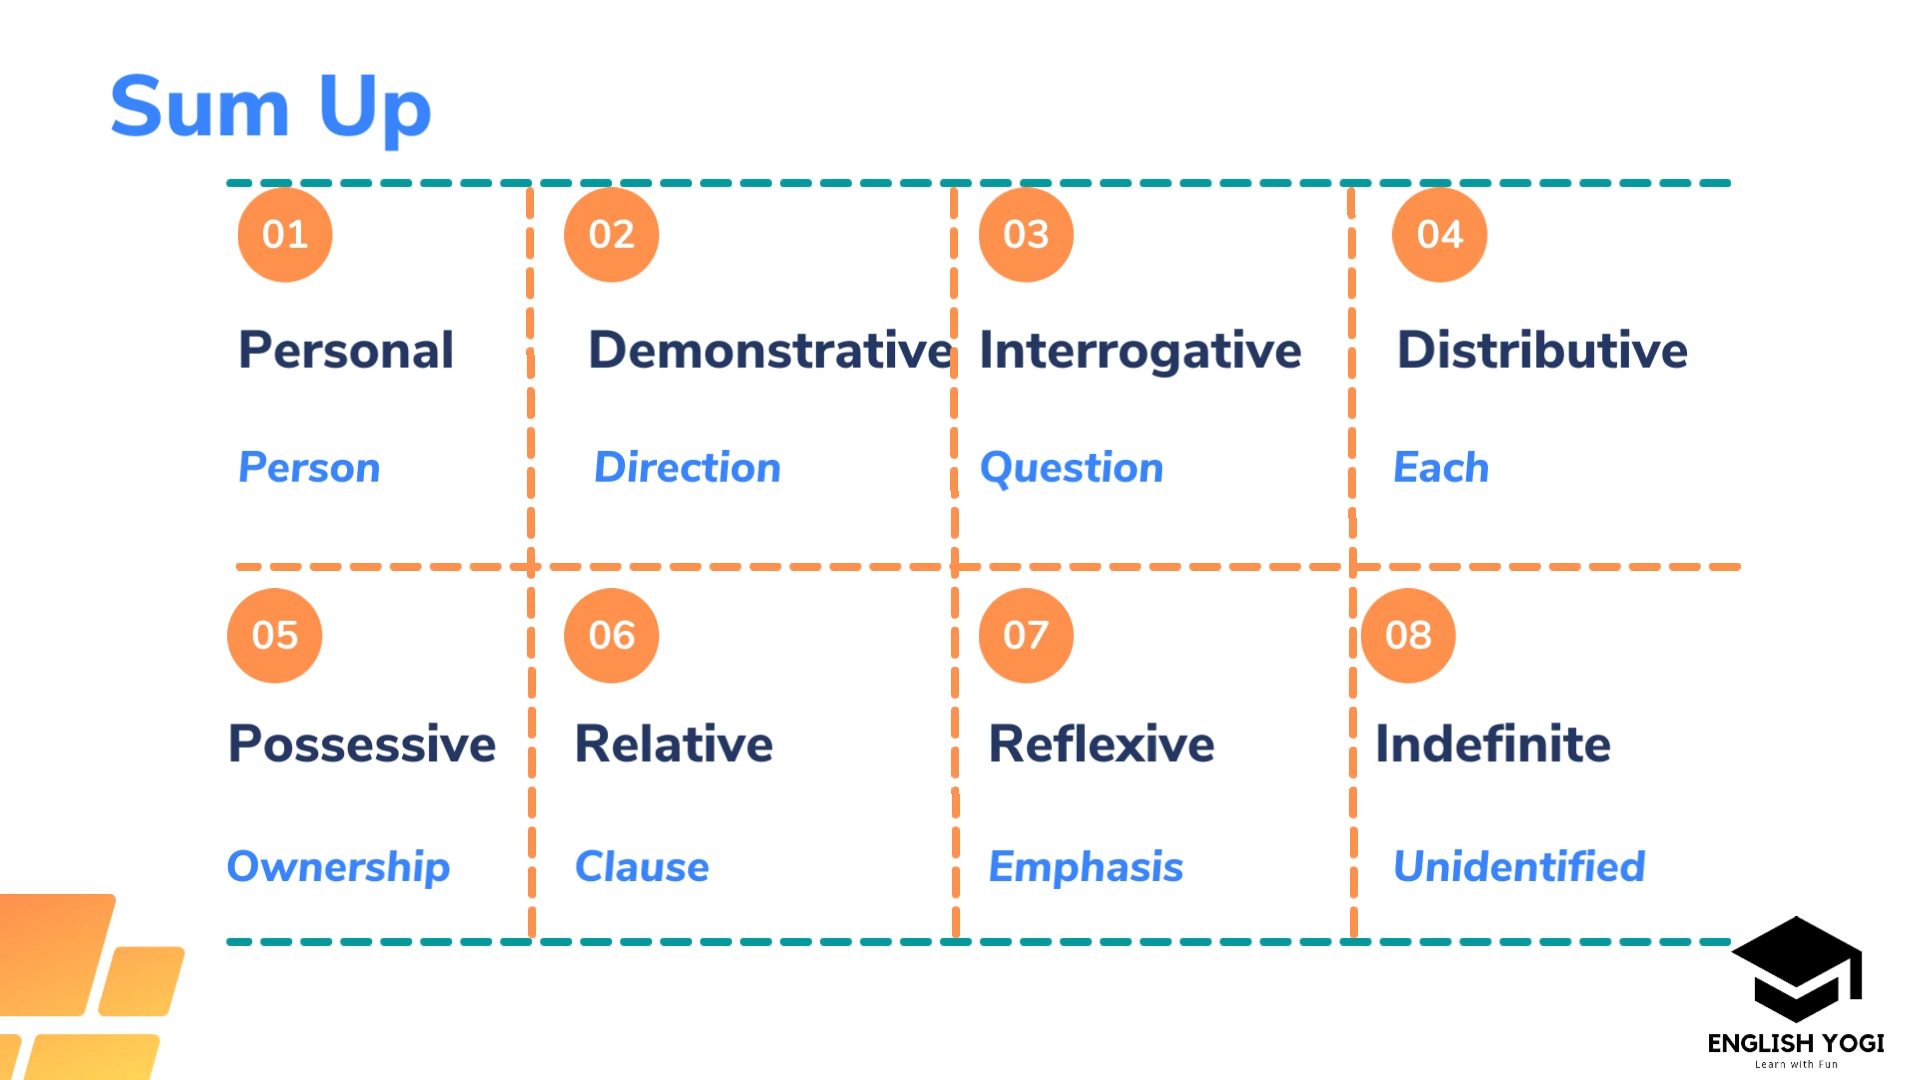 Sum Up
01
Personal
Person
02
Demonstrative
Direction
03
Interrogative
Question
04
Distributive
Each
05
Possessive
Ownership
06
Relative
Clause
07
Reflexive
Emphasis
08
Indefinite
Unidentified
ENGLISH YOGI
Learn with Fun